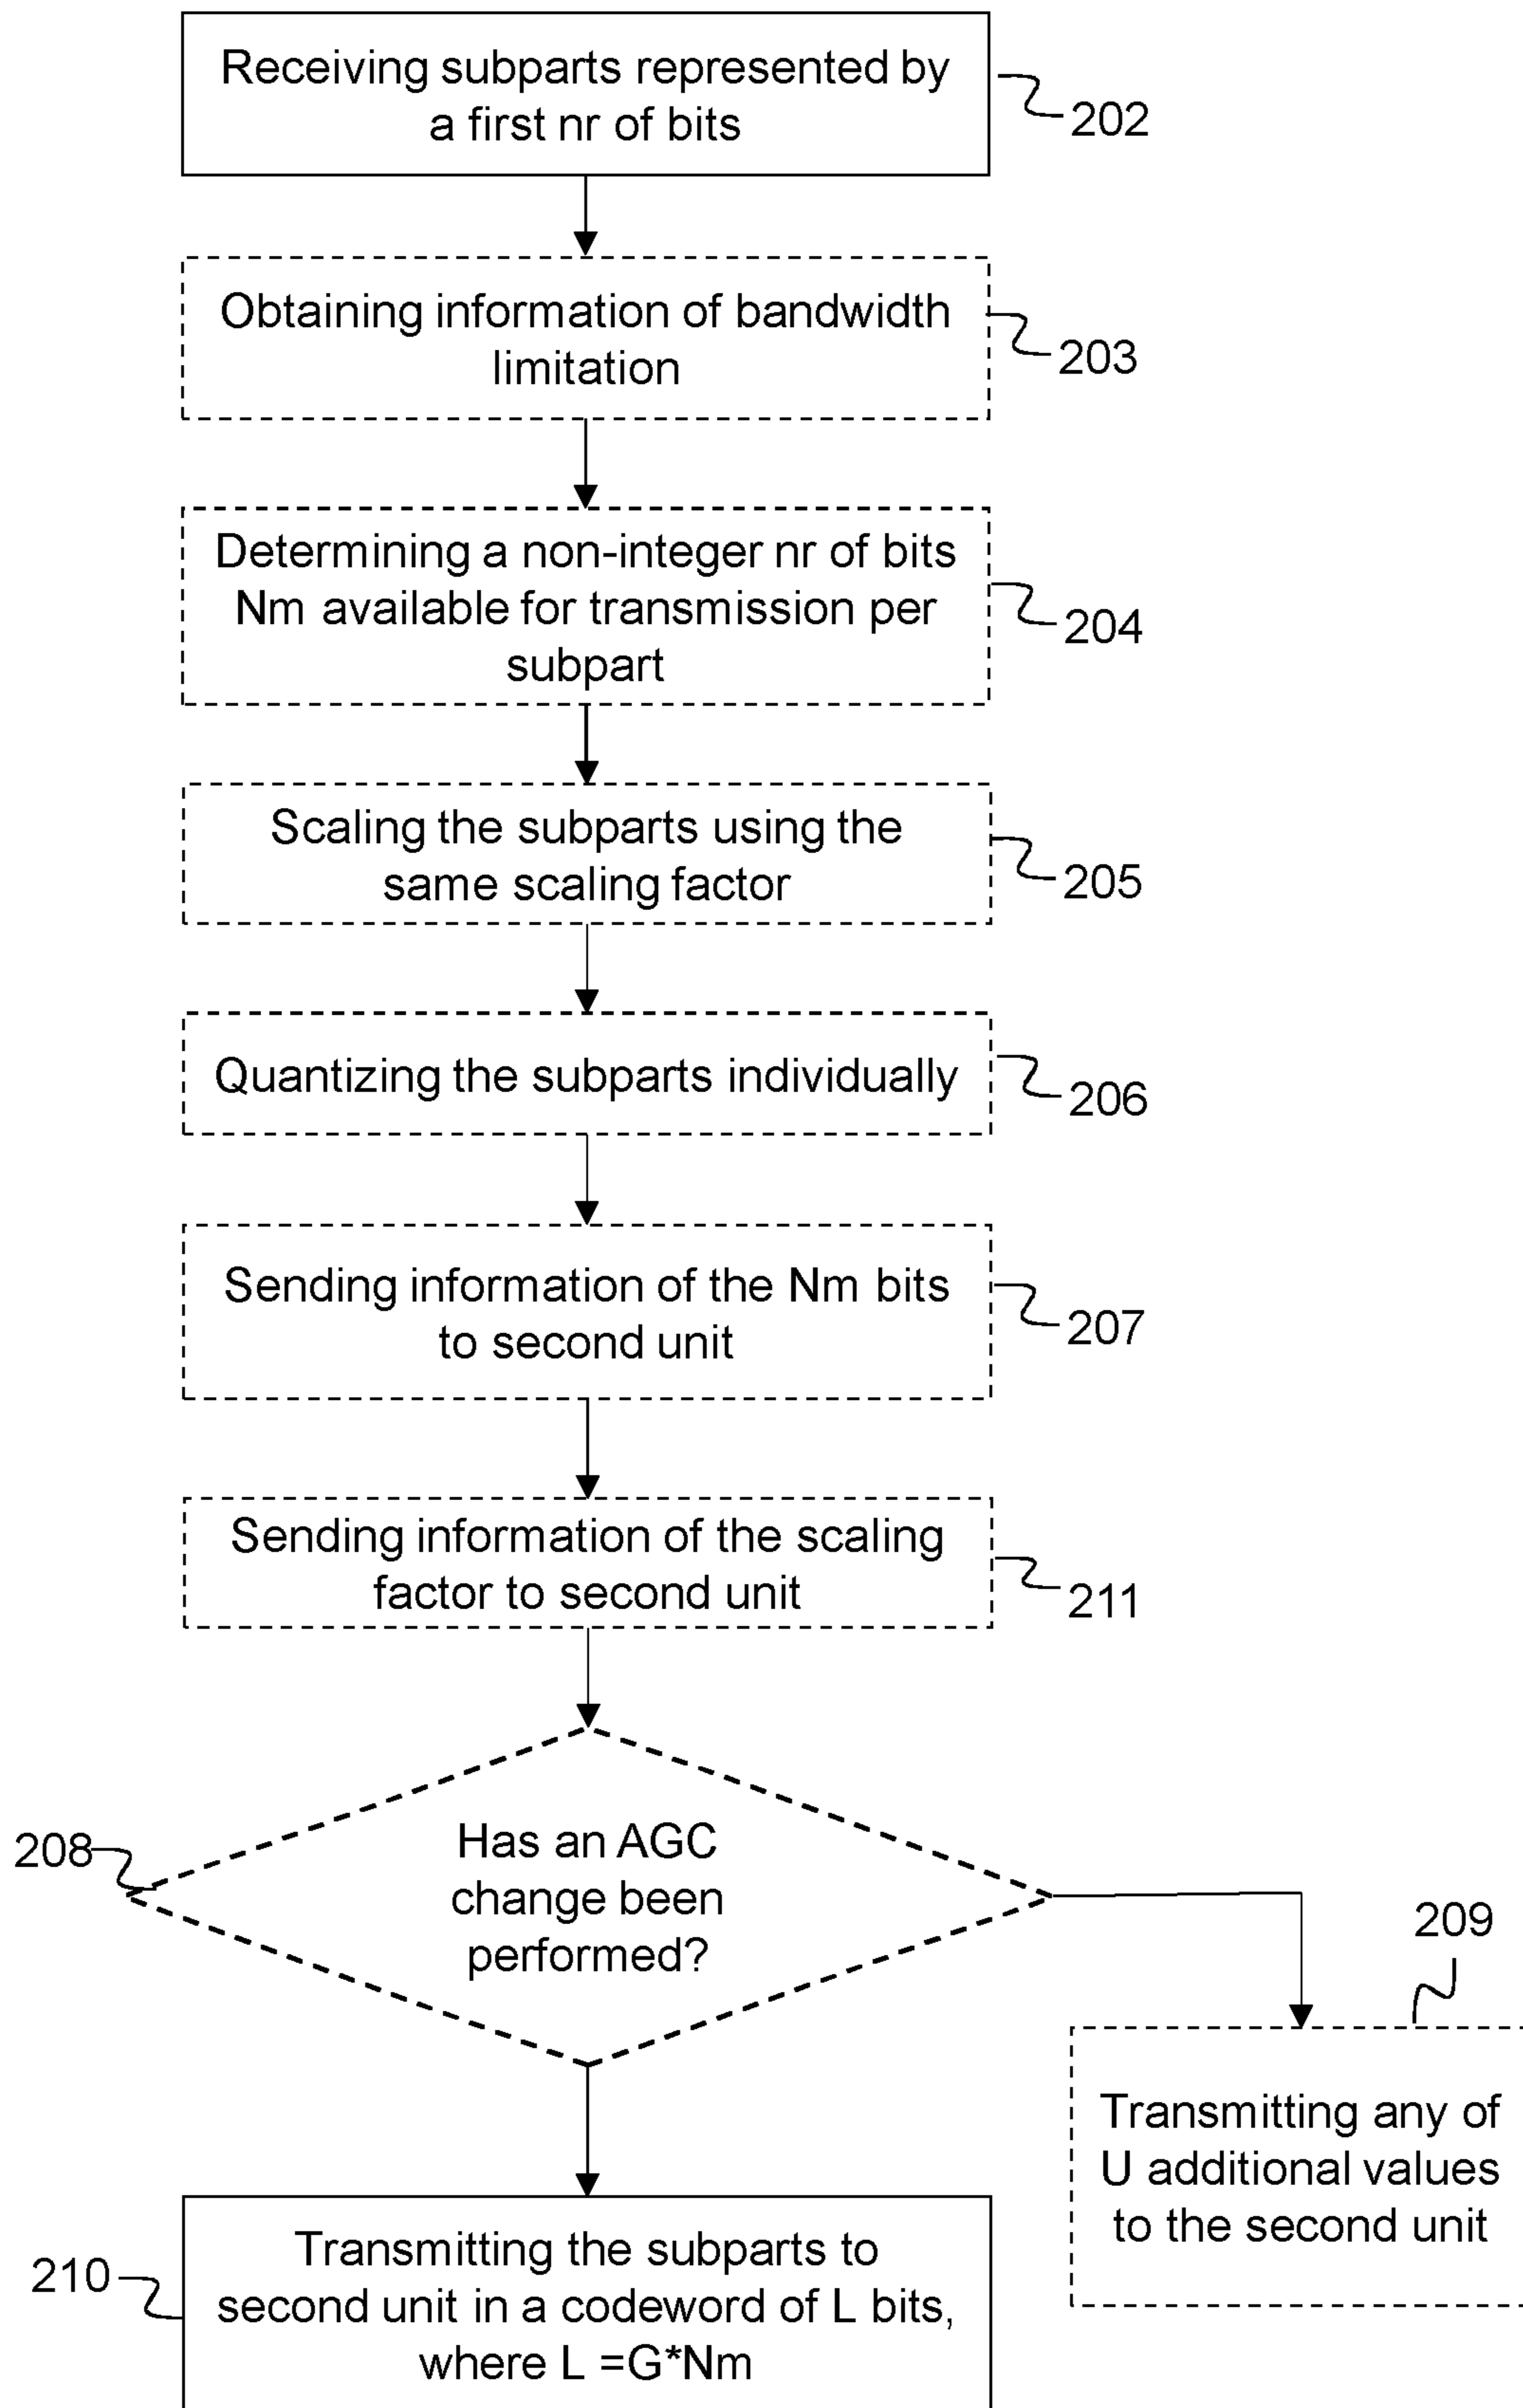 Receiving subparts represented by
a first nr of bits
202
Obtaining information of bandwidth
limitation
203
Determining a non-integer nr of bits
Nm available for transmission per
subpart
204
Scaling the subparts using the
same scaling factor
205
Quantizing the subparts individually
206
Sending information of the Nm bits
to second unit
207
Sending information of the scaling
factor to second unit
211
208
Has an AGC
change been
performed?
209
Transmitting any of
U additional values
to the second unit
210
Transmitting the subparts to
second unit in a codeword of L bits,
where L =G*Nm